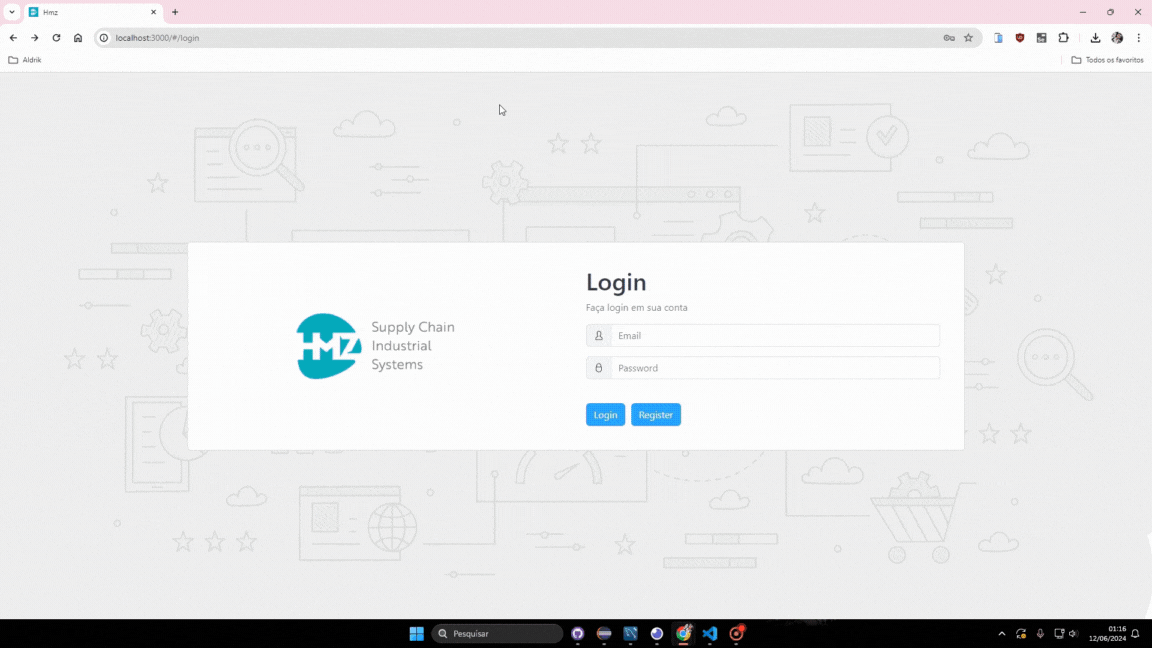 Hmz
localhost:3000/#/login
Aldrik
Todos os favoritos
HMZ
Supply Chain
Industrial
Systems
Login
Faça login em sua conta
Email
Password
Login
Register
Pesquisar
01:16
12/06/2024